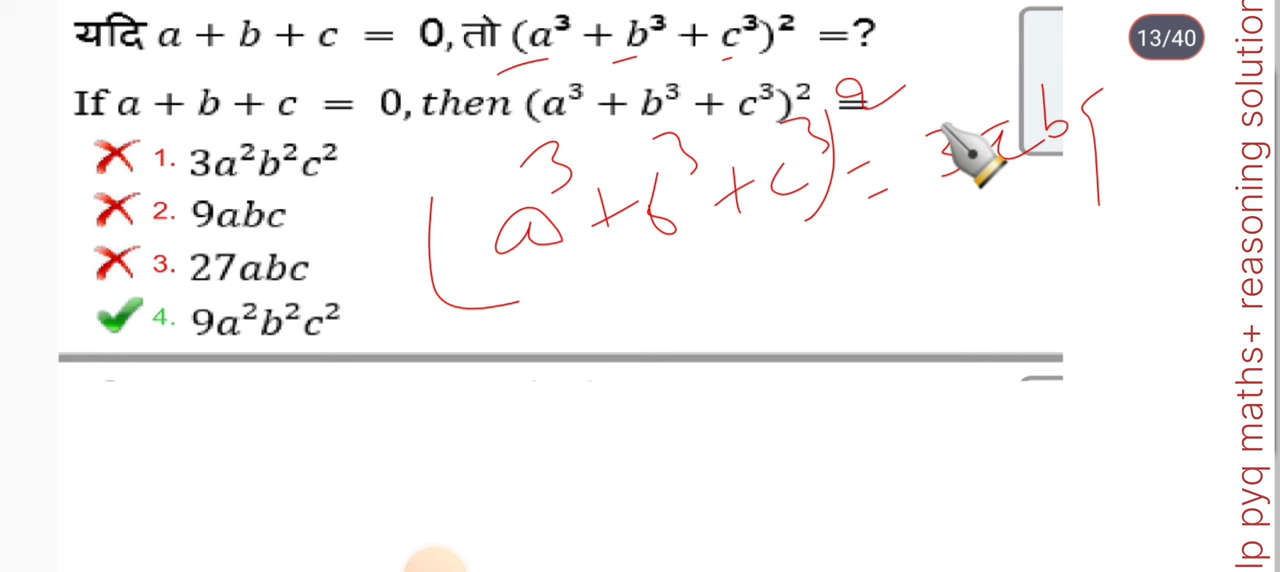 यदि a + b + c = 0, तो (a³ + b³ + c³)² =?
13/40
If a + b + c = 0, then (a³ + b³ + c³)² =
1. 3a²b²c²
2. 9abc
3. 27abc
4. 9a²b²c²
(a³ + b³ + c³)² =
lp pyq maths+ reasoning solution